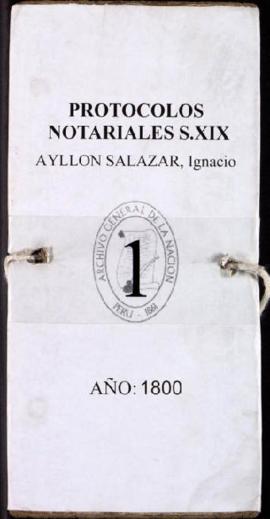 PROTOCOLOS
NOTARIALES S.XIX
AYLLON SALAZAR, Ignacio
ARCHIVO GENERAL DE LA NACION
1
PERU - 1861
AÑO: 1800